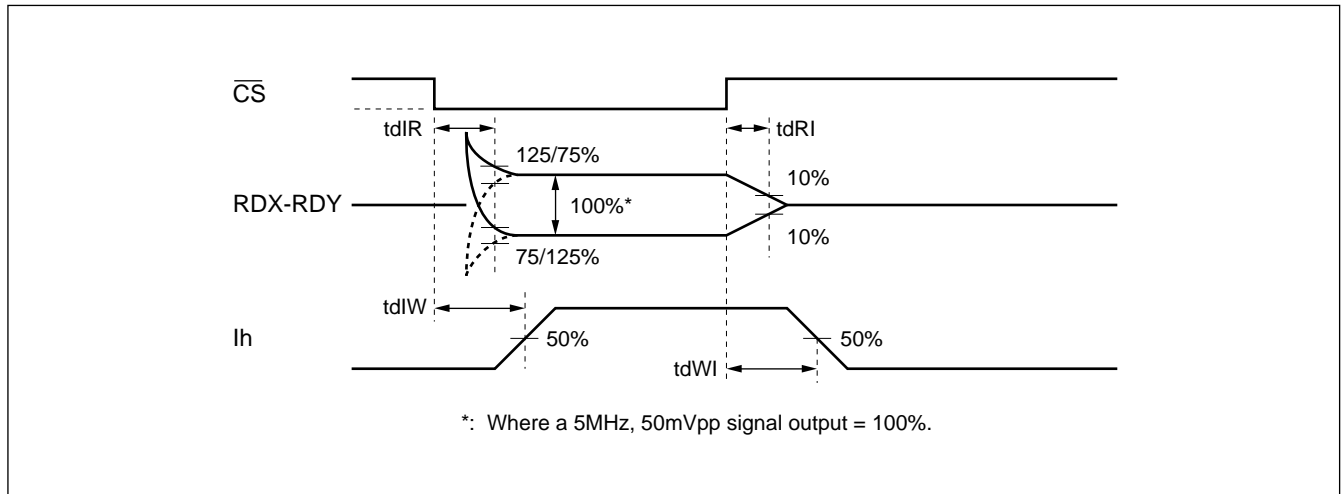 CS
tdIR
tdRI
125/75%
10%
RDX-RDY
100%*
10%
75/125%
tdIW
Ih
50%
50%
tdWI
*: Where a 5MHz, 50mVpp signal output = 100%.